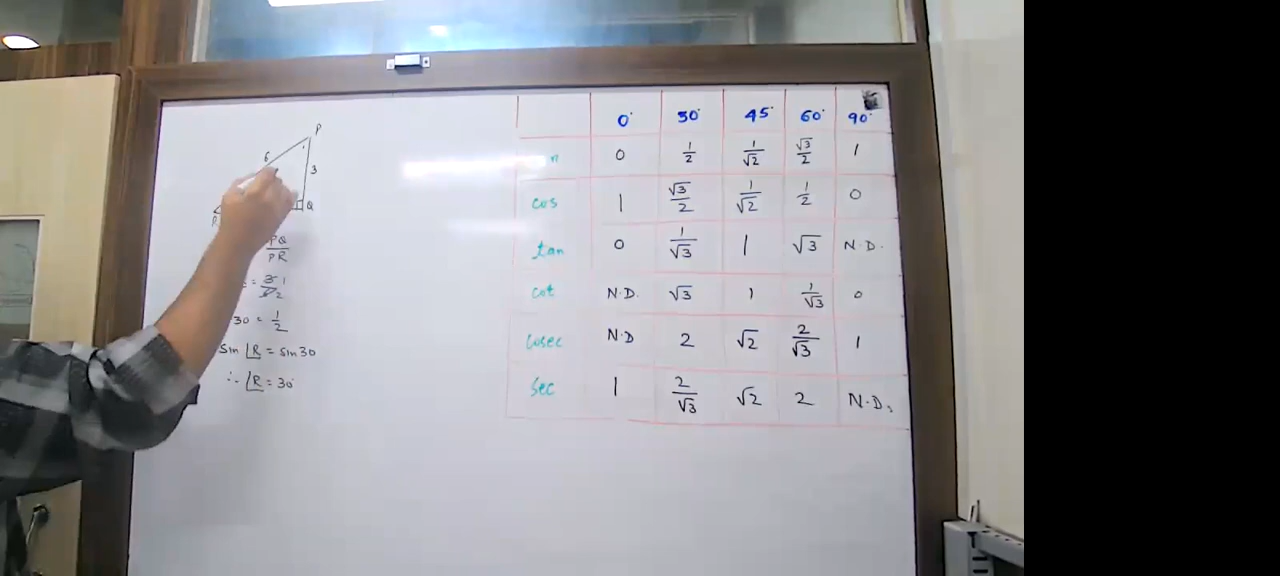 P
6
3
Q
PQ
PR
= 3 1
2
30 = 1/2
Sin ∠R = sin 30
∴ ∠R = 30°
0° 30° 45° 60° 90°
n 0 1/2 1/√2 √3/2 1
cos 1 √3/2 1/√2 1/2 0
tan 0 1/√3 1 √3 N.D.
cot N.D. √3 1 1/√3 0
cosec N.D 2 √2 2/√3 1
sec 1 2/√3 √2 2 N.D.